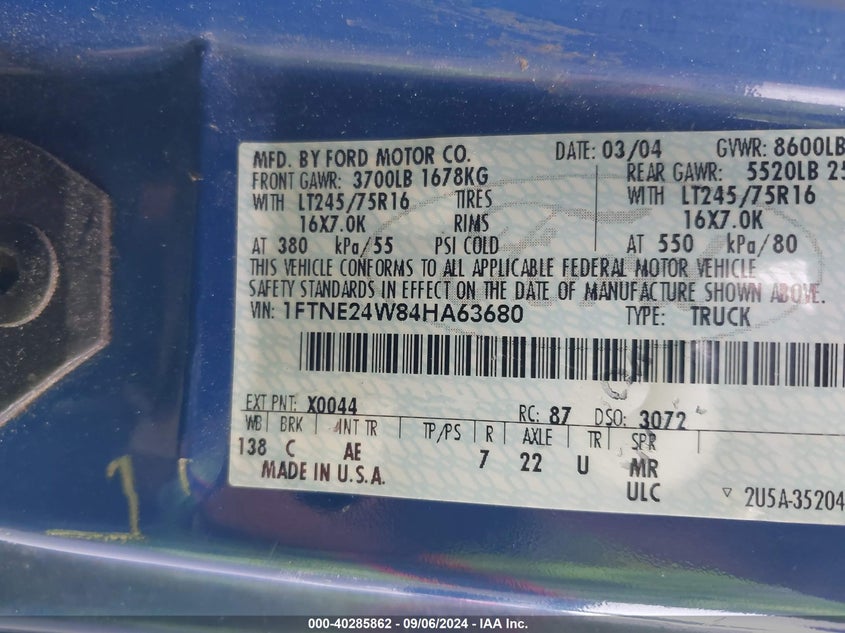 MFD. BY FORD MOTOR CO. DATE: 03/04 GVWR: 8600LB
FRONT GAWR: 3700LB 1678KG REAR GAWR: 5520LB 25
WITH LT245/75R16 TIRES WITH LT245/75R16
16X7.0K RIMS 16X7.0K
AT 380 kPa/55 PSI COLD AT 550 kPa/80
THIS VEHICLE CONFORMS TO ALL APPLICABLE FEDERAL MOTOR VEHICLE
SAFETY STANDARDS IN EFFECT ON THE DATE OF MANUFACTURE SHOWN ABOVE.
VIN: 1FTNE24W84HA63680 TYPE: TRUCK
EXT PNT: X0044 RC: 87 DSO: 3072
WB BRK INT TR TP/PS R AXLE TR SPR
138 C AE 7 22 U MR
MADE IN U.S.A. ULC 2U5A-35204
000-40285862 - 09/06/2024 - IAA Inc.